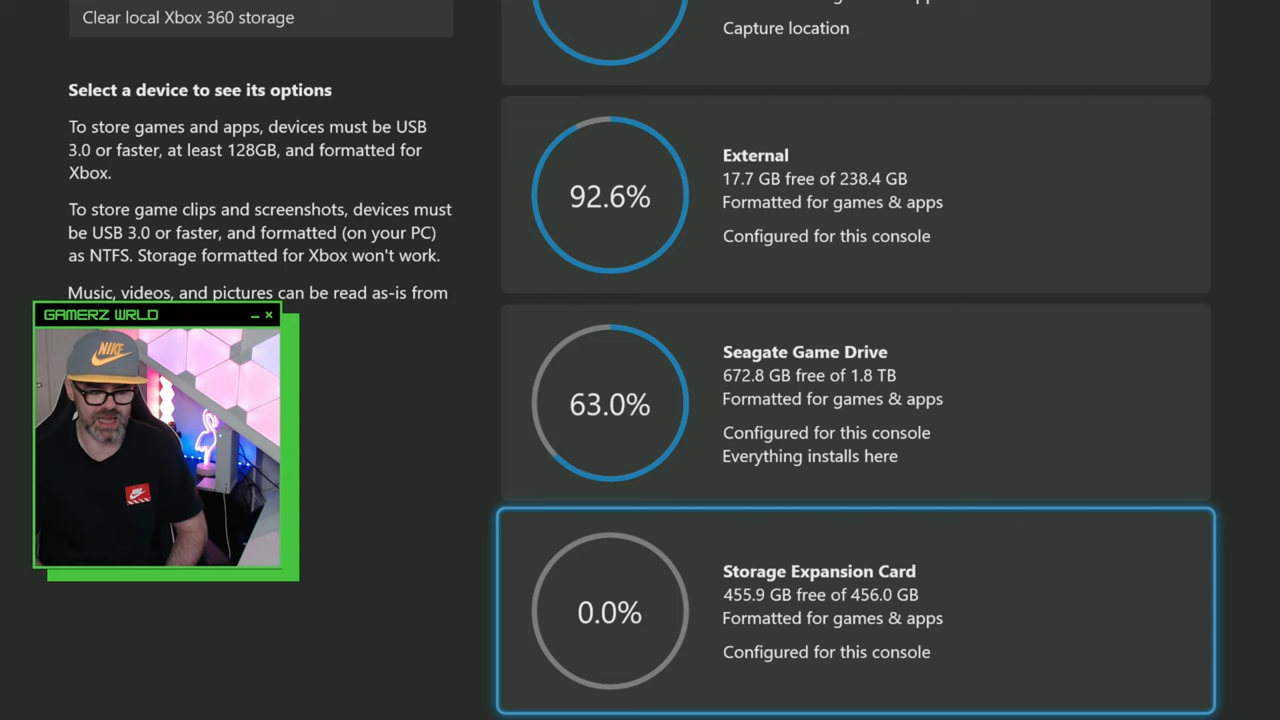 Clear local Xbox 360 storage
Select a device to see its options
To store games and apps, devices must be USB
3.0 or faster, at least 128GB, and formatted for
Xbox.
To store game clips and screenshots, devices must
be USB 3.0 or faster, and formatted (on your PC)
as NTFS. Storage formatted for Xbox won't work.
Music, videos, and pictures can be read as-is from
GAMERZ WRLD
NIKE
Capture location
92.6%
External
17.7 GB free of 238.4 GB
Formatted for games & apps
Configured for this console
63.0%
Seagate Game Drive
672.8 GB free of 1.8 TB
Formatted for games & apps
Configured for this console
Everything installs here
0.0%
Storage Expansion Card
455.9 GB free of 456.0 GB
Formatted for games & apps
Configured for this console